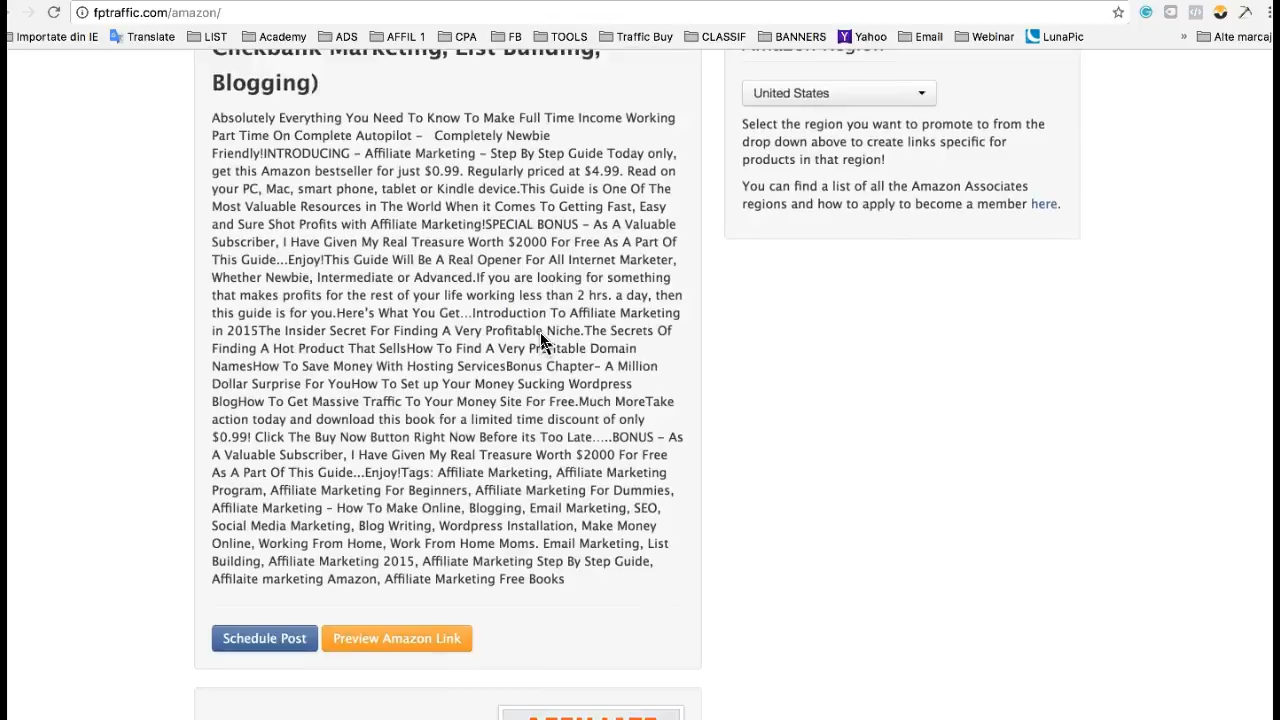 fptraffic.com/amazon/
Importate din IE Translate LIST Academy ADS AFFIL 1 CPA FB TOOLS Traffic Buy CLASSIF BANNERS Yahoo Email Webinar LunaPic » Alte marcaj
Clickbank Marketing, List Building,
Blogging)
Absolutely Everything You Need To Know To Make Full Time Income Working
Part Time On Complete Autopilot – Completely Newbie
Friendly!INTRODUCING – Affiliate Marketing – Step By Step Guide Today only,
get this Amazon bestseller for just $0.99. Regularly priced at $4.99. Read on
your PC, Mac, smart phone, tablet or Kindle device.This Guide is One Of The
Most Valuable Resources in The World When it Comes To Getting Fast, Easy
and Sure Shot Profits with Affiliate Marketing!SPECIAL BONUS – As A Valuable
Subscriber, I Have Given My Real Treasure Worth $2000 For Free As A Part Of
This Guide...Enjoy!This Guide Will Be A Real Opener For All Internet Marketer,
Whether Newbie, Intermediate or Advanced.If you are looking for something
that makes profits for the rest of your life working less than 2 hrs. a day, then
this guide is for you.Here's What You Get...Introduction To Affiliate Marketing
in 2015The Insider Secret For Finding A Very Profitable Niche.The Secrets Of
Finding A Hot Product That SellsHow To Find A Very Profitable Domain
NamesHow To Save Money With Hosting ServicesBonus Chapter– A Million
Dollar Surprise For YouHow To Set up Your Money Sucking Wordpress
BlogHow To Get Massive Traffic To Your Money Site For Free.Much MoreTake
action today and download this book for a limited time discount of only
$0.99! Click The Buy Now Button Right Now Before its Too Late.....BONUS – As
A Valuable Subscriber, I Have Given My Real Treasure Worth $2000 For Free
As A Part Of This Guide...Enjoy!Tags: Affiliate Marketing, Affiliate Marketing
Program, Affiliate Marketing For Beginners, Affiliate Marketing For Dummies,
Affiliate Marketing – How To Make Online, Blogging, Email Marketing, SEO,
Social Media Marketing, Blog Writing, Wordpress Installation, Make Money
Online, Working From Home, Work From Home Moms. Email Marketing, List
Building, Affiliate Marketing 2015, Affiliate Marketing Step By Step Guide,
Affilaite marketing Amazon, Affiliate Marketing Free Books
Schedule Post Preview Amazon Link
Amazon Region
United States
Select the region you want to promote to from the
drop down above to create links specific for
products in that region!
You can find a list of all the Amazon Associates
regions and how to apply to become a member here.
AFFILIATE